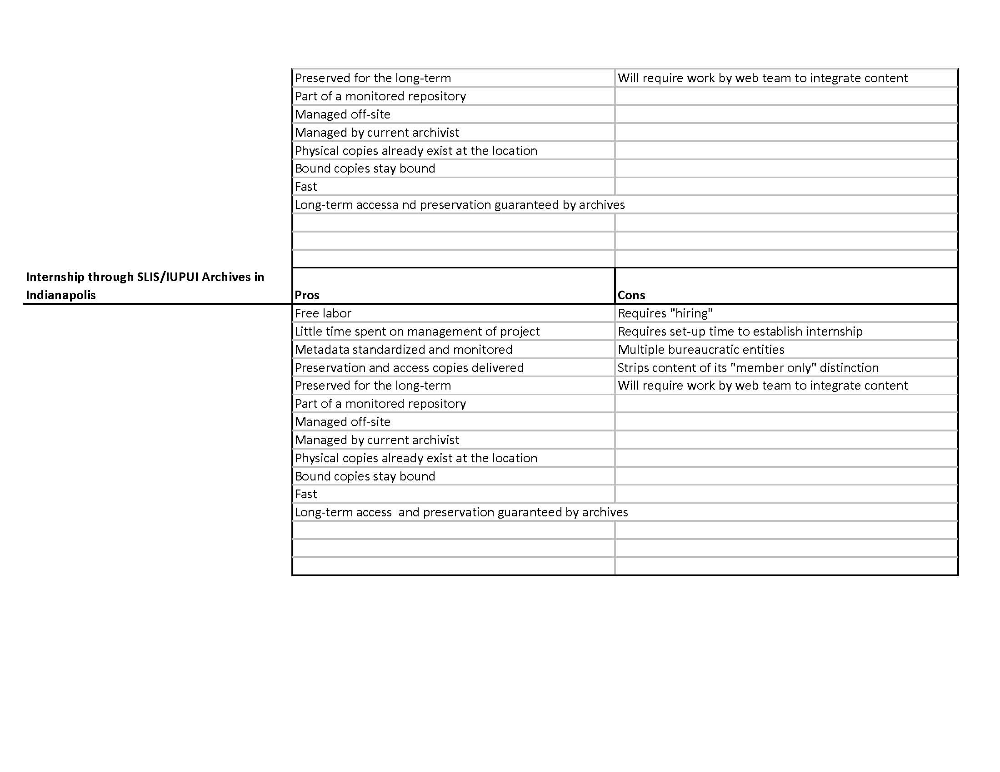 Preserved for the long-term Will require work by web team to integrate content
Part of a monitored repository
Managed off-site
Managed by current archivist
Physical copies already exist at the location
Bound copies stay bound
Fast
Long-term accessa nd preservation guaranteed by archives
Internship through SLIS/IUPUI Archives in
Indianapolis Pros Cons
Free labor Requires "hiring"
Little time spent on management of project Requires set-up time to establish internship
Metadata standardized and monitored Multiple bureaucratic entities
Preservation and access copies delivered Strips content of its "member only" distinction
Preserved for the long-term Will require work by web team to integrate content
Part of a monitored repository
Managed off-site
Managed by current archivist
Physical copies already exist at the location
Bound copies stay bound
Fast
Long-term access  and preservation guaranteed by archives